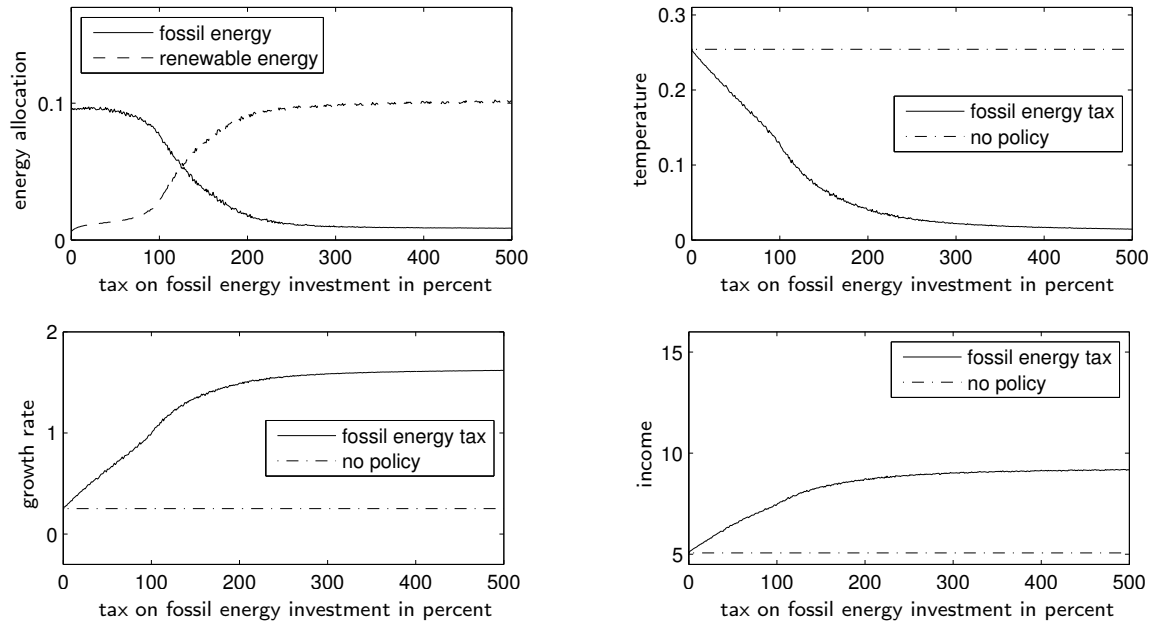 fossil energy
renewable energy
energy allocation
0.1
0
0 100 200 300 400 500
tax on fossil energy investment in percent
0.3
0.2
0.1
0
temperature
fossil energy tax
no policy
0 100 200 300 400 500
tax on fossil energy investment in percent
2
1
0
growth rate
fossil energy tax
no policy
0 100 200 300 400 500
tax on fossil energy investment in percent
15
10
5
income
fossil energy tax
no policy
0 100 200 300 400 500
tax on fossil energy investment in percent